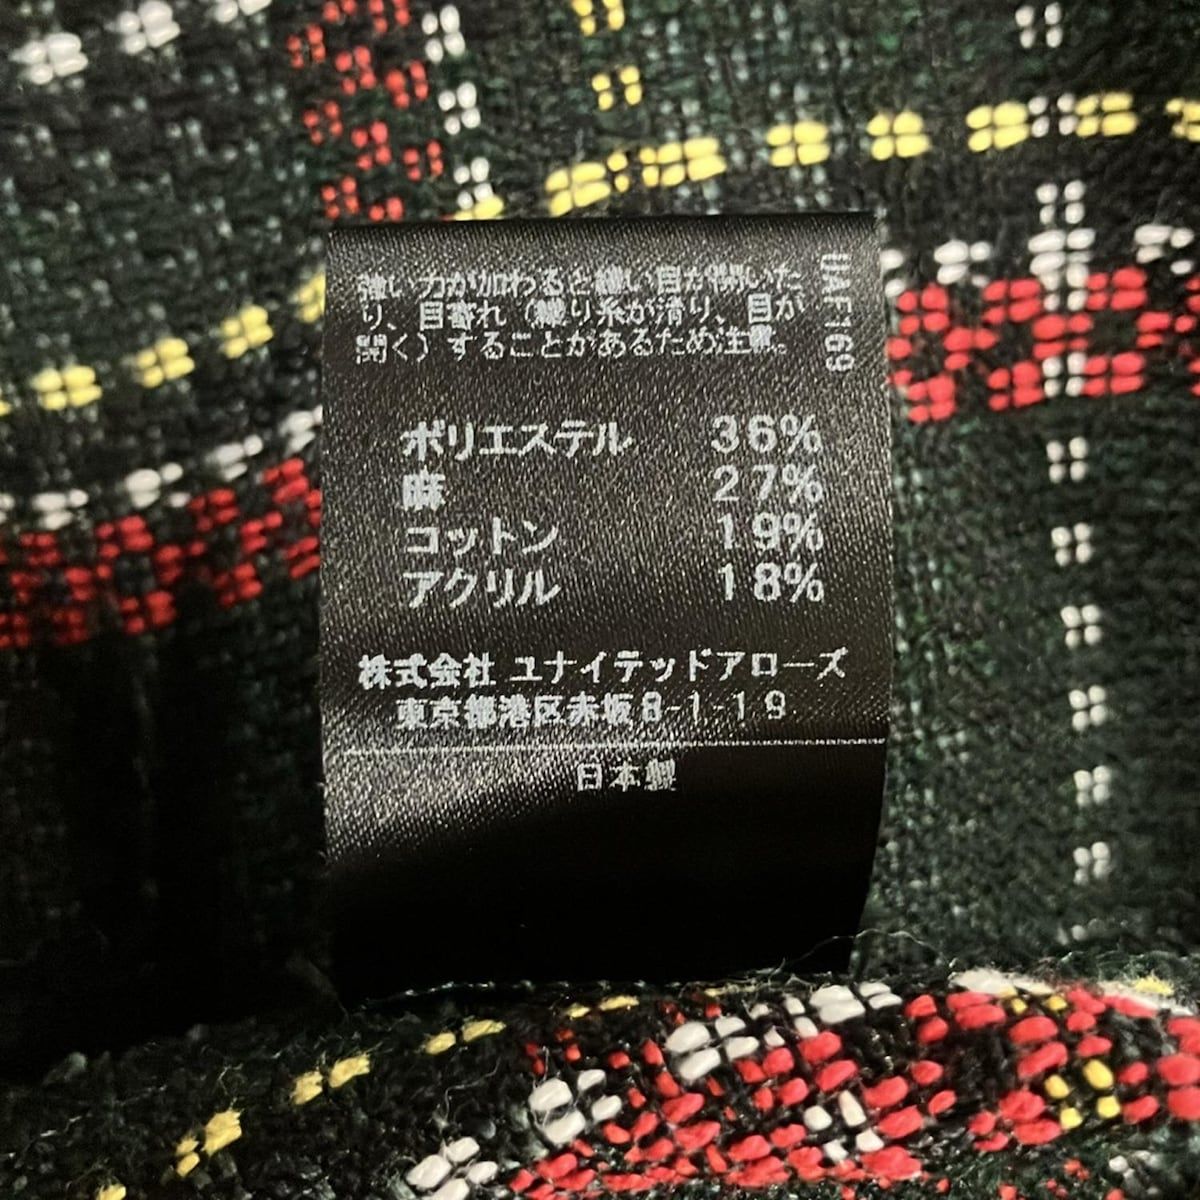 強い力が加わると縫い目が開いた
り、目寄れ（織り糸が滑り、目が
開く）することがあるため注意。
UAF169
ポリエステル 36%
麻 27%
コットン 19%
アクリル 18%
株式会社 ユナイテッドアローズ
東京都港区赤坂8-1-19
日本製